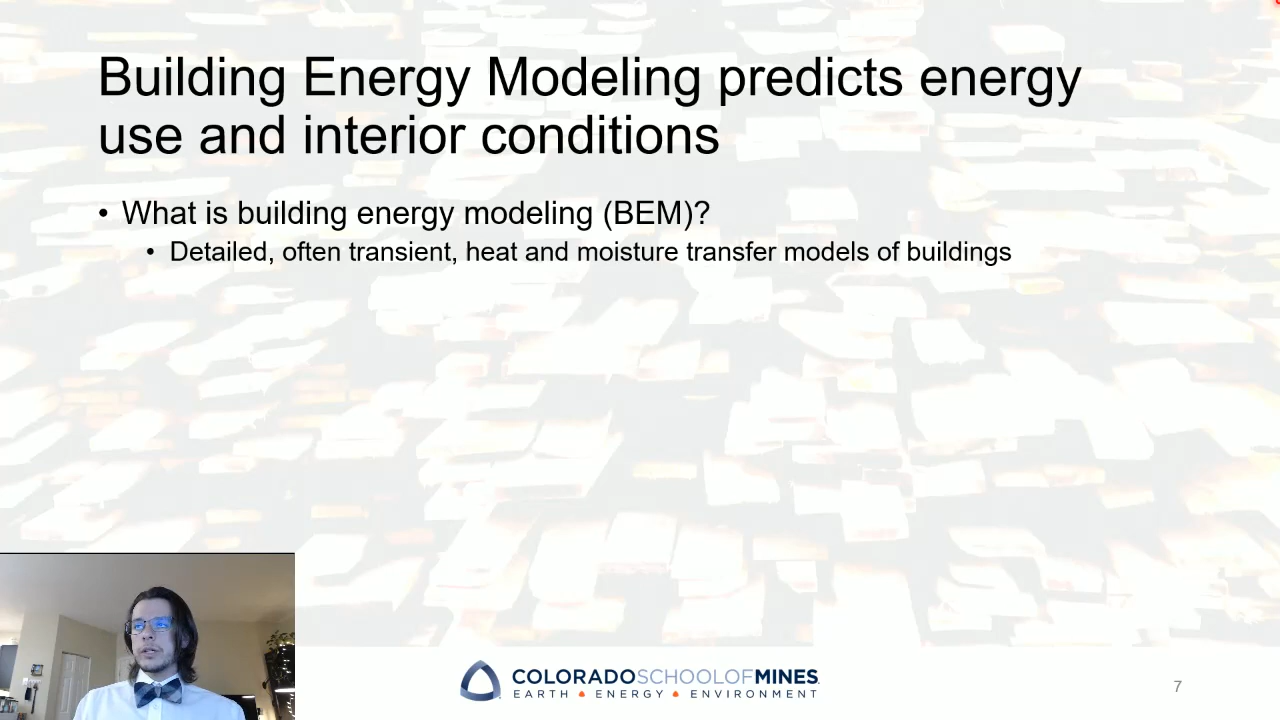 Building Energy Modeling predicts energy
use and interior conditions
• What is building energy modeling (BEM)?
• Detailed, often transient, heat and moisture transfer models of buildings
COLORADOSCHOOLOFMINES
EARTH • ENERGY • ENVIRONMENT
7